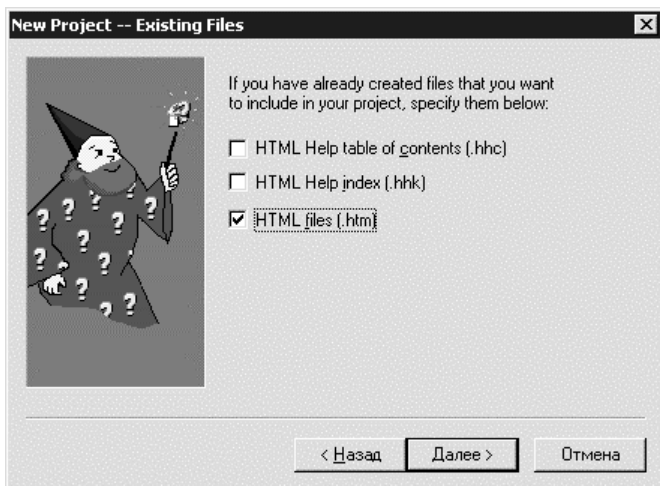 New Project -- Existing Files
If you have already created files that you want
to include in your project, specify them below:
HTML Help table of contents (.hhc)
HTML Help index (.hhk)
HTML files (.htm)
< Назад
Далее >
Отмена